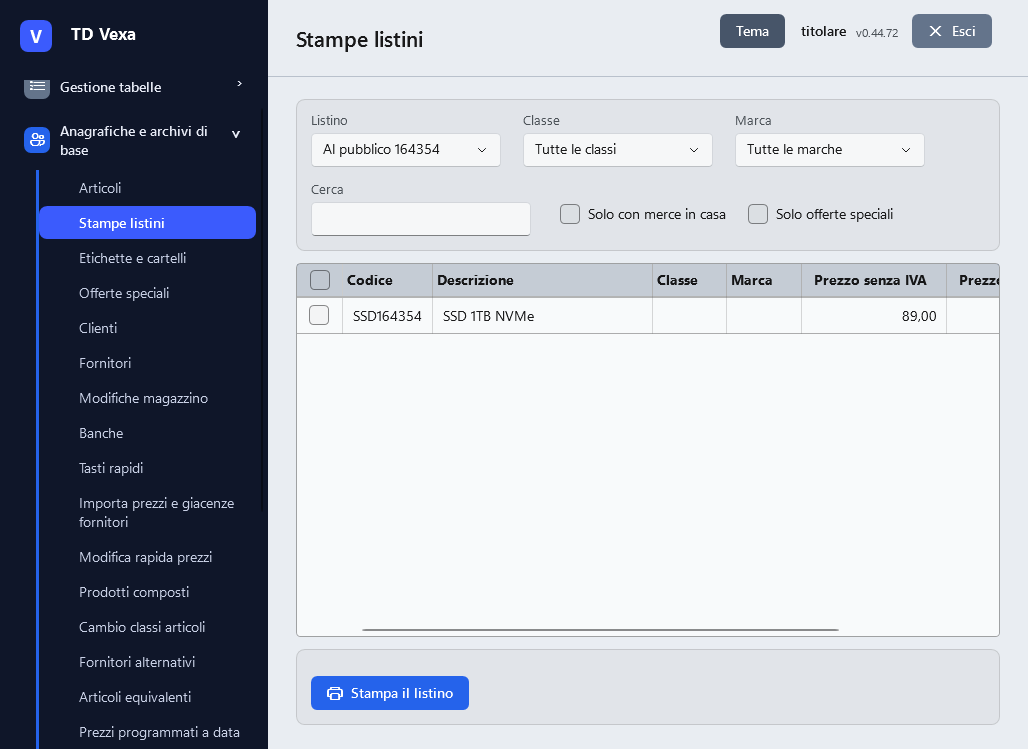 V TD Vexa
Gestione tabelle
Anagrafiche e archivi di
base
Articoli
Stampe listini
Etichette e cartelli
Offerte speciali
Clienti
Fornitori
Modifiche magazzino
Banche
Tasti rapidi
Importa prezzi e giacenze
fornitori
Modifica rapida prezzi
Prodotti composti
Cambio classi articoli
Fornitori alternativi
Articoli equivalenti
Prezzi programmati a data
Stampe listini
Tema titolare v0.44.72 Esci
Listino Classe Marca
Al pubblico 164354 Tutte le classi Tutte le marche
Cerca
Solo con merce in casa Solo offerte speciali
Codice Descrizione Classe Marca Prezzo senza IVA
SSD164354 SSD 1TB NVMe 89,00
Stampa il listino